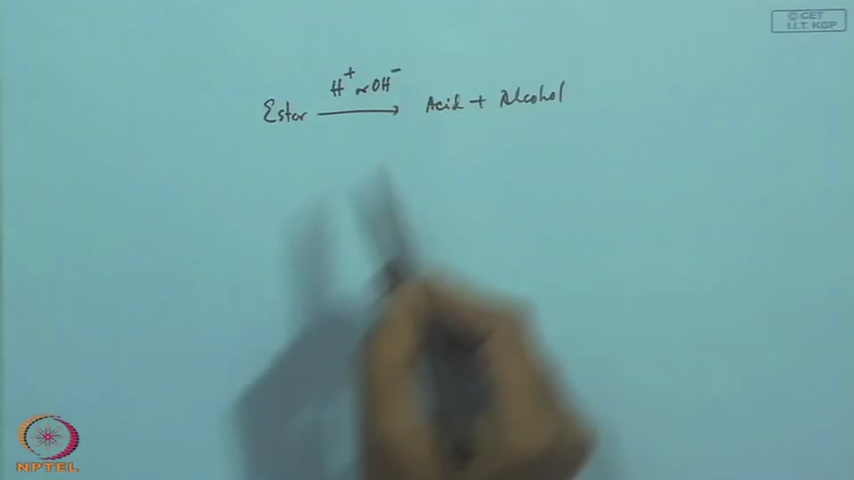 © CET
I.I.T. KGP
H⁺ or OH⁻
Ester ⟶ Acid + Alcohol
NPTEL